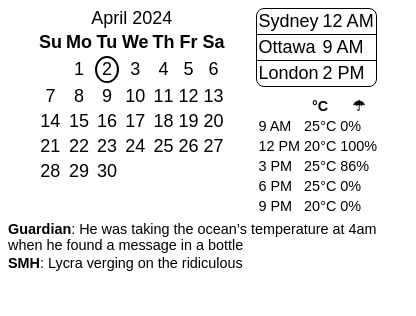 April 2024
Su Mo Tu We Th Fr Sa
1 2 3 4 5 6
7 8 9 10 11 12 13
14 15 16 17 18 19 20
21 22 23 24 25 26 27
28 29 30
Sydney 12 AM
Ottawa 9 AM
London 2 PM
°C ☂
9 AM 25°C 0%
12 PM 20°C 100%
3 PM 25°C 86%
6 PM 25°C 0%
9 PM 20°C 0%
Guardian: He was taking the ocean’s temperature at 4am
when he found a message in a bottle
SMH: Lycra verging on the ridiculous